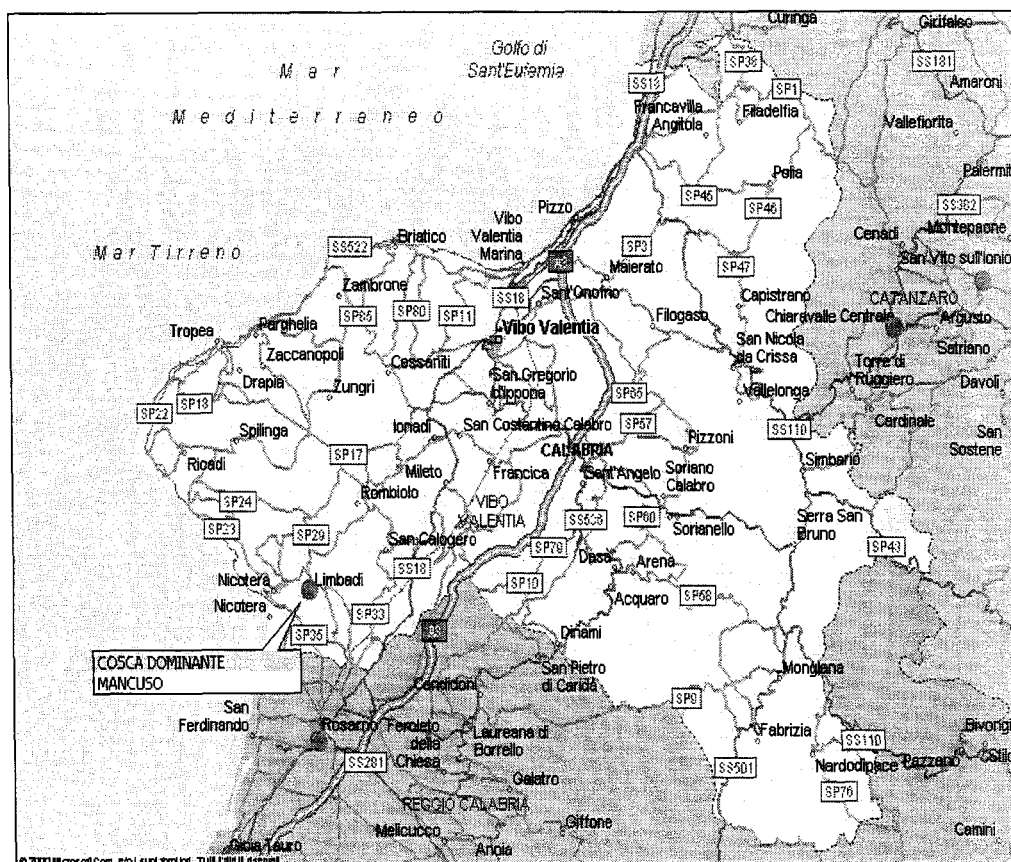 Curinga
Girifalco
Golfo di
Sant'Eufemia
Mar
Mediterraneo
SS18
SP39
SP1
SS181
Amaroni
Francavilla
Angitola
Filadelfia
Vallefiorita
Polia
SP45
SP46
Palermit
SS382
Montepaone
Cenadi
San Vito sull'Ionio
Pizzo
Vibo
Valentia
Marina
Briatico
SS522
Mar Tirreno
SP3
Maierato
SP47
Zambrone
SS18
Sant'Onofrio
Capistrano
CATANZARO
Chiaravalle Centrale
Argusto
SP85
SP80
SP11
Filogaso
Tropea
Parghelia
Vibo Valentia
San Nicola
da Crissa
Satriano
Zaccanopoli
Cessaniti
Torre di
Ruggiero
Drapia
Zungri
San Gregorio
Ippona
Vallelonga
Davoli
SP22
SP18
SP65
Cardinale
Ionadi
San Costantino Calabro
SP57
SS110
San
Sostene
Spilinga
Pizzoni
Ricadi
SP17
CALABRIA
Simbario
Mileto
Francica
Sant'Angelo
Soriano
Calabro
SP24
Rombiolo
VIBO
VALENTIA
SP23
SP29
SS536
SP60
Sorianello
Serra San
Bruno
San Calogero
SP79
SP43
SS18
Nicotera
Limbadi
SP10
Dasa
Arena
Nicotera
Acquaro
SP68
SP33
SP35
Dinami
COSCA DOMINANTE
MANCUSO
San Pietro
di Caridà
Mongiana
Candidoni
SP9
San
Ferdinando
Rosarno
Feroleto
della
Chiesa
Laureana di
Borrello
Fabrizia
Bivongi
SS110
Nardodipace
Pazzano
Stilo
SS281
Galatro
SS501
SP76
REGGIO CALABRIA
Melicucco
Giffone
Camini
Gioia Tauro
Anoia